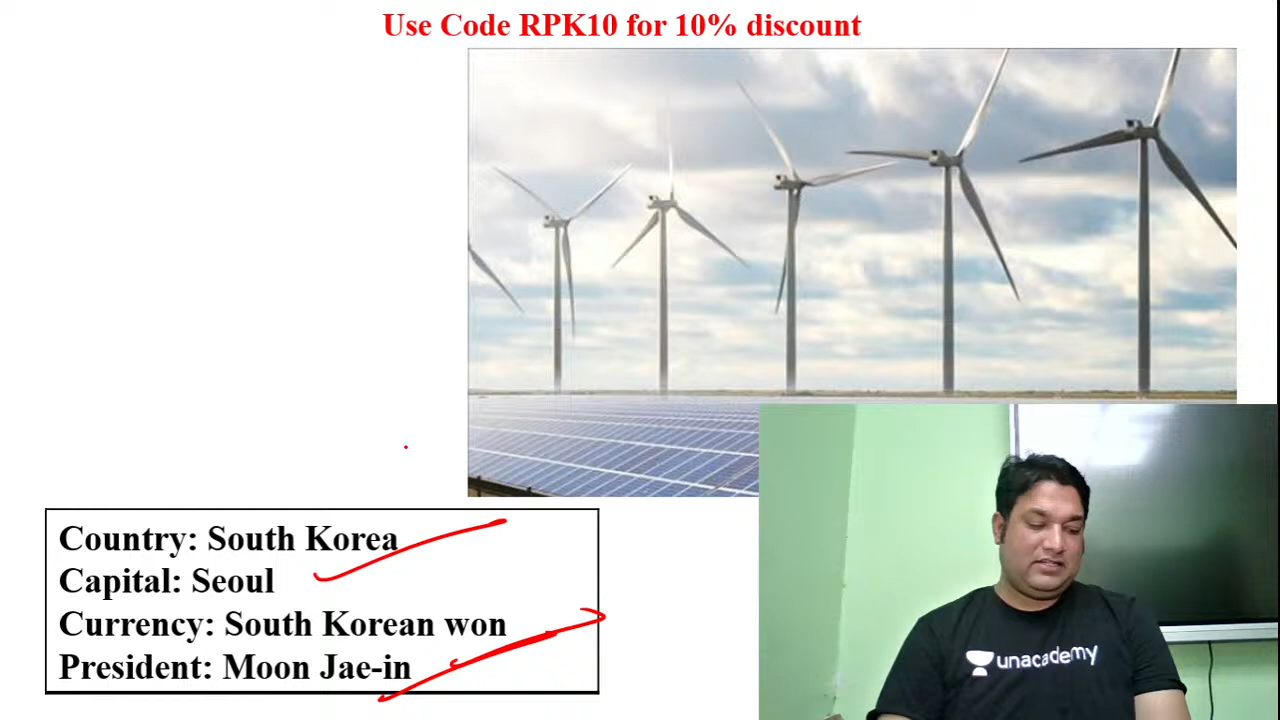 Use Code RPK10 for 10% discount
Country: South Korea
Capital: Seoul
Currency: South Korean won
President: Moon Jae-in
unacademy